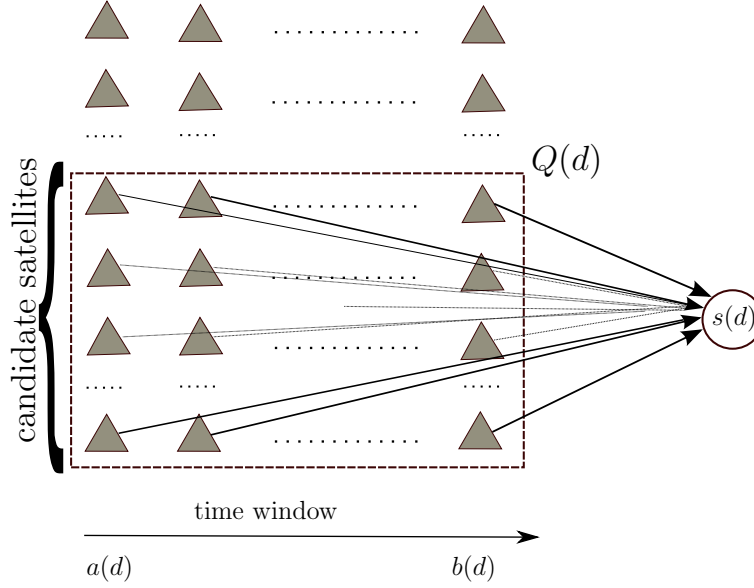 Q(d)
candidate satellites
s(d)
time window
a(d)
b(d)